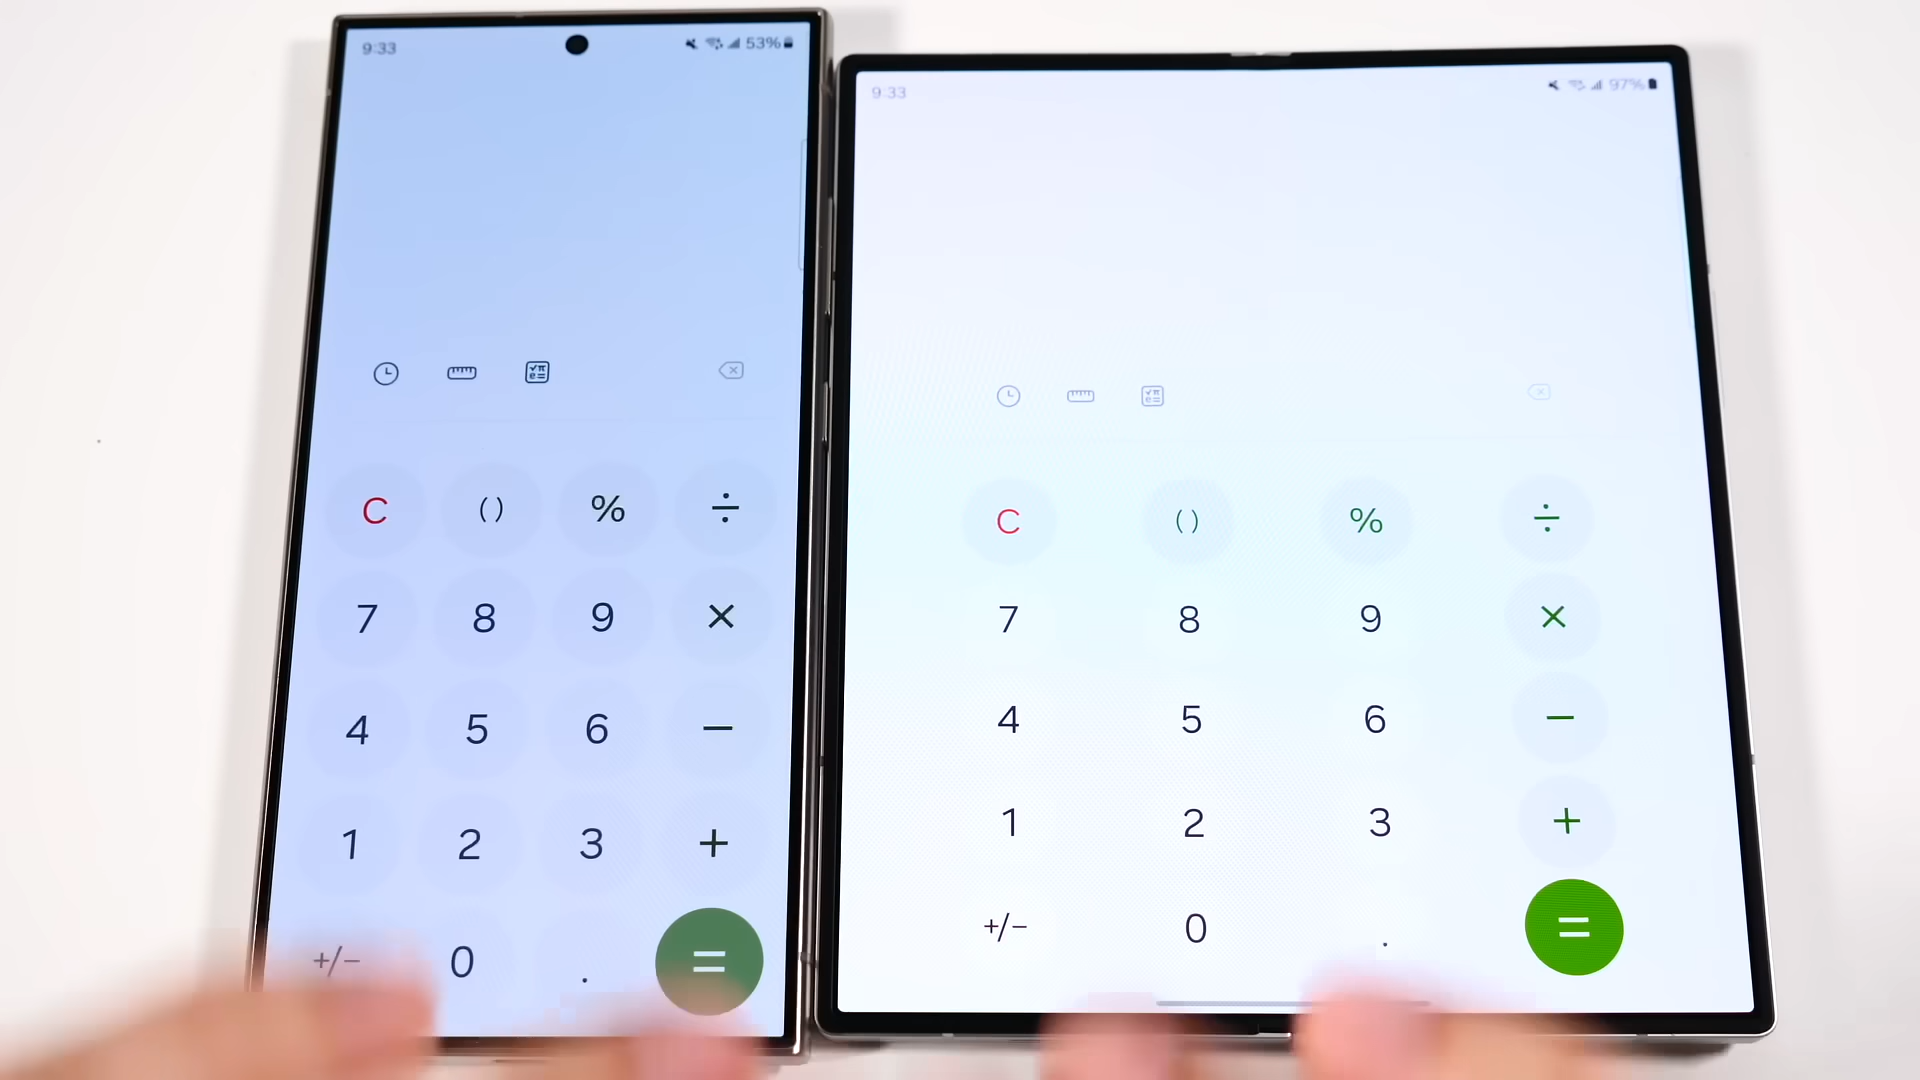 9:33 53%
C () % ÷
7 8 9 ×
4 5 6 −
1 2 3 +
+/− 0 . =
9:33 97%
C () % ÷
7 8 9 ×
4 5 6 −
1 2 3 +
+/− 0 . =